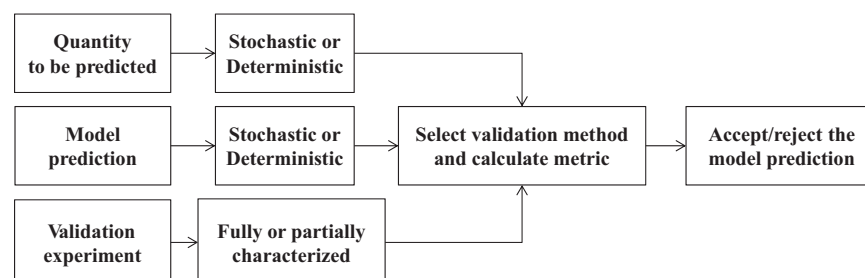 Quantity
to be predicted
Stochastic or
Deterministic
Model
prediction
Stochastic or
Deterministic
Select validation method
and calculate metric
Accept/reject the
model prediction
Validation
experiment
Fully or partially
characterized